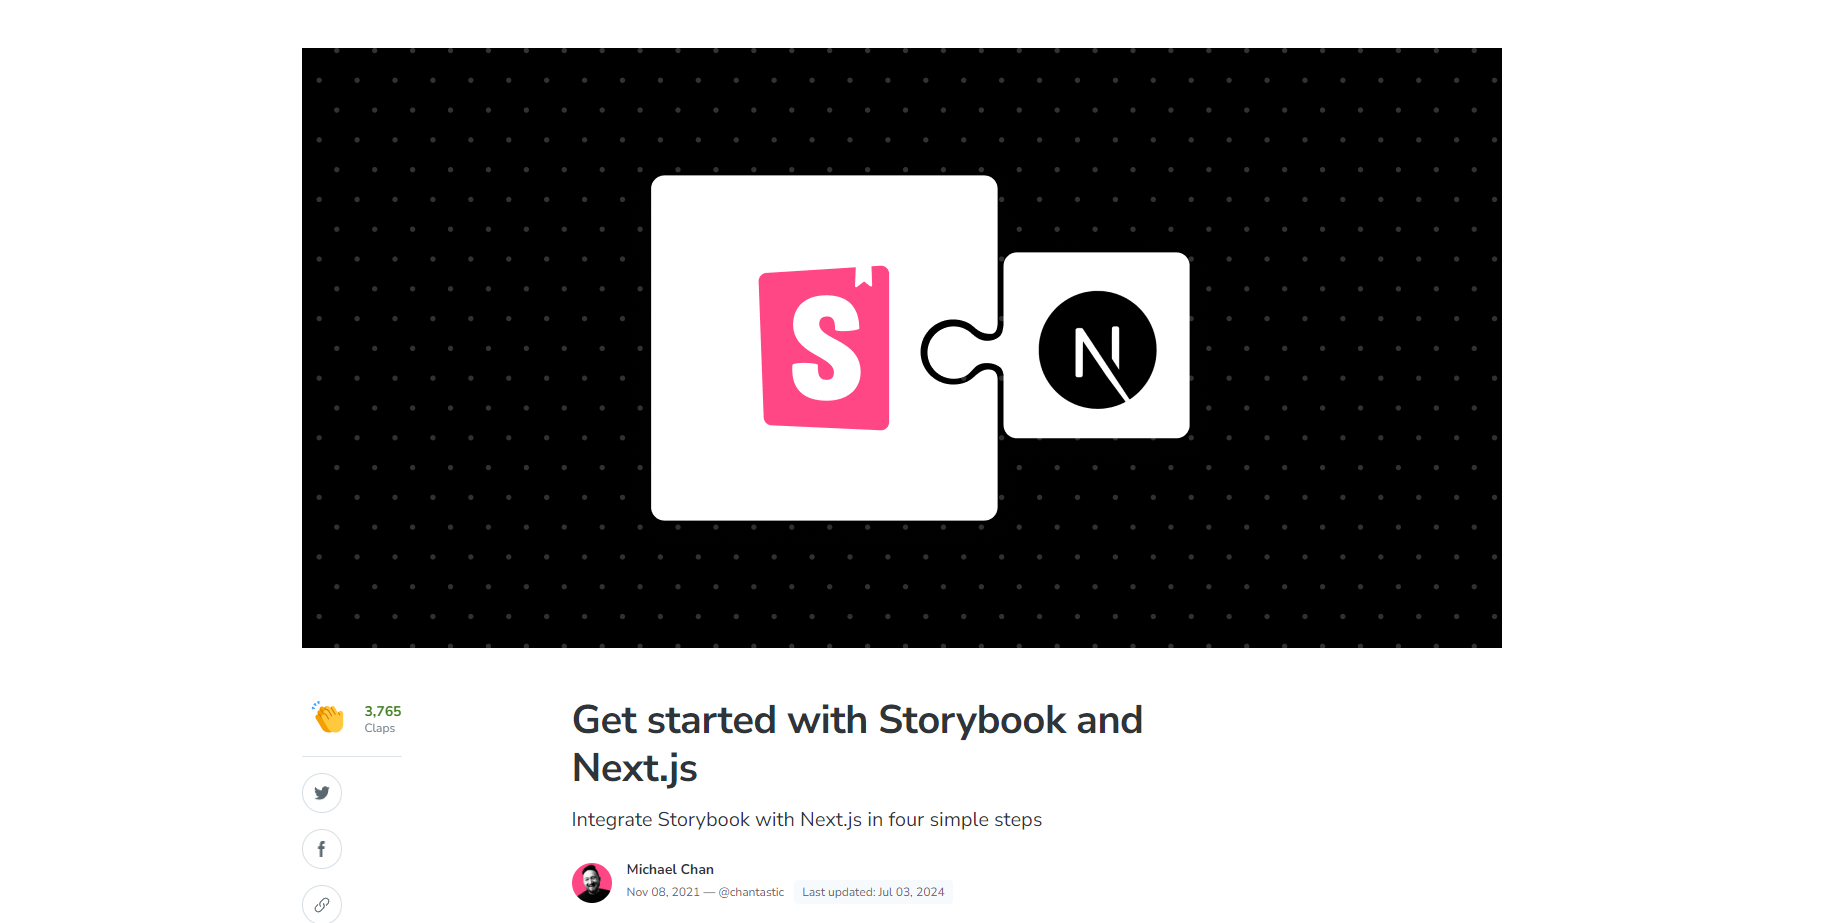 S
N
3,765
Claps
Get started with Storybook and
Next.js
Integrate Storybook with Next.js in four simple steps
Michael Chan
Nov 08, 2021 — @chantastic Last updated: Jul 03, 2024